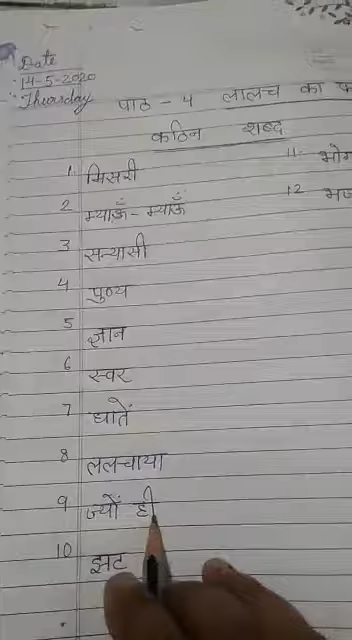 Date
14-5-2020
Thursday
पाठ - 4 लालच का
कठिन शब्द
1. मिसरी
2 म्याऊँ - म्याऊँ
3 सन्यासी
4 पुण्य
5 ज्ञान
6 स्वर
7 घातें
8 ललचाया
9 ज्यों ही
10 झट
11.
12